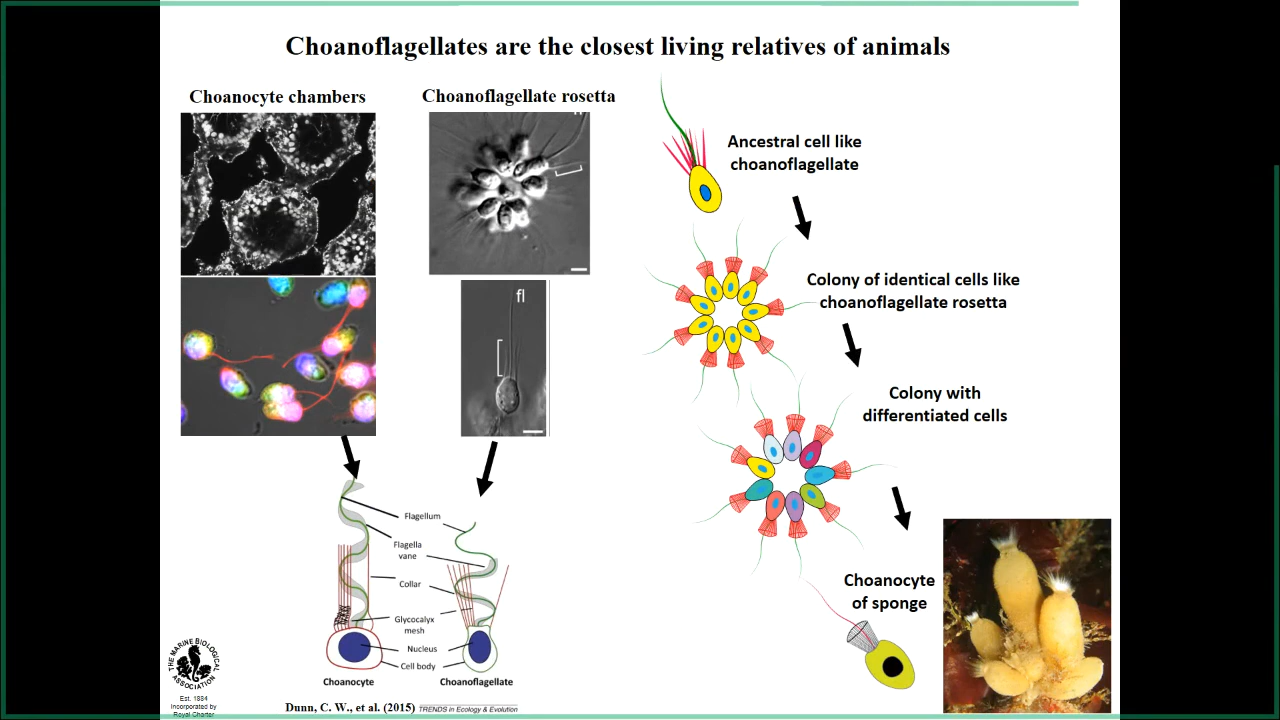 Choanoflagellates are the closest living relatives of animals
Choanocyte chambers
Choanoflagellate rosetta
fl
Ancestral cell like
choanoflagellate
Colony of identical cells like
choanoflagellate rosetta
Colony with
differentiated cells
Choanocyte
of sponge
Flagellum
Flagella
vane
Collar
Glycocalyx
mesh
Nucleus
Cell body
Choanocyte
Choanoflagellate
Dunn, C. W., et al. (2015) TRENDS in Ecology & Evolution
THE MARINE BIOLOGICAL
ASSOCIATION
Est. 1884
Incorporated by
Royal Charter